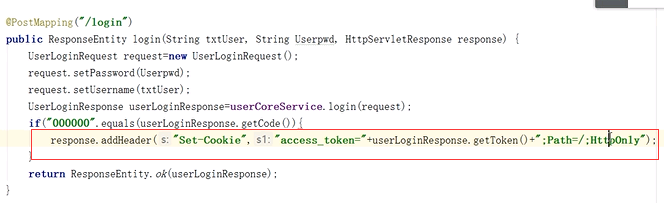 @PostMapping("/login")
public ResponseEntity login(String txtUser, String Userpwd, HttpServletResponse response) {
UserLoginRequest request=new UserLoginRequest();
request.setPassword(Userpwd);
request.setUsername(txtUser);
UserLoginResponse userLoginResponse=userCoreService.login(request);
if("000000".equals(userLoginResponse.getCode()){
response.addHeader( s: "Set-Cookie", s1: "access_token="+userLoginResponse.getToken()+";Path=/;HttpOnly");
}
return ResponseEntity.ok(userLoginResponse);
}